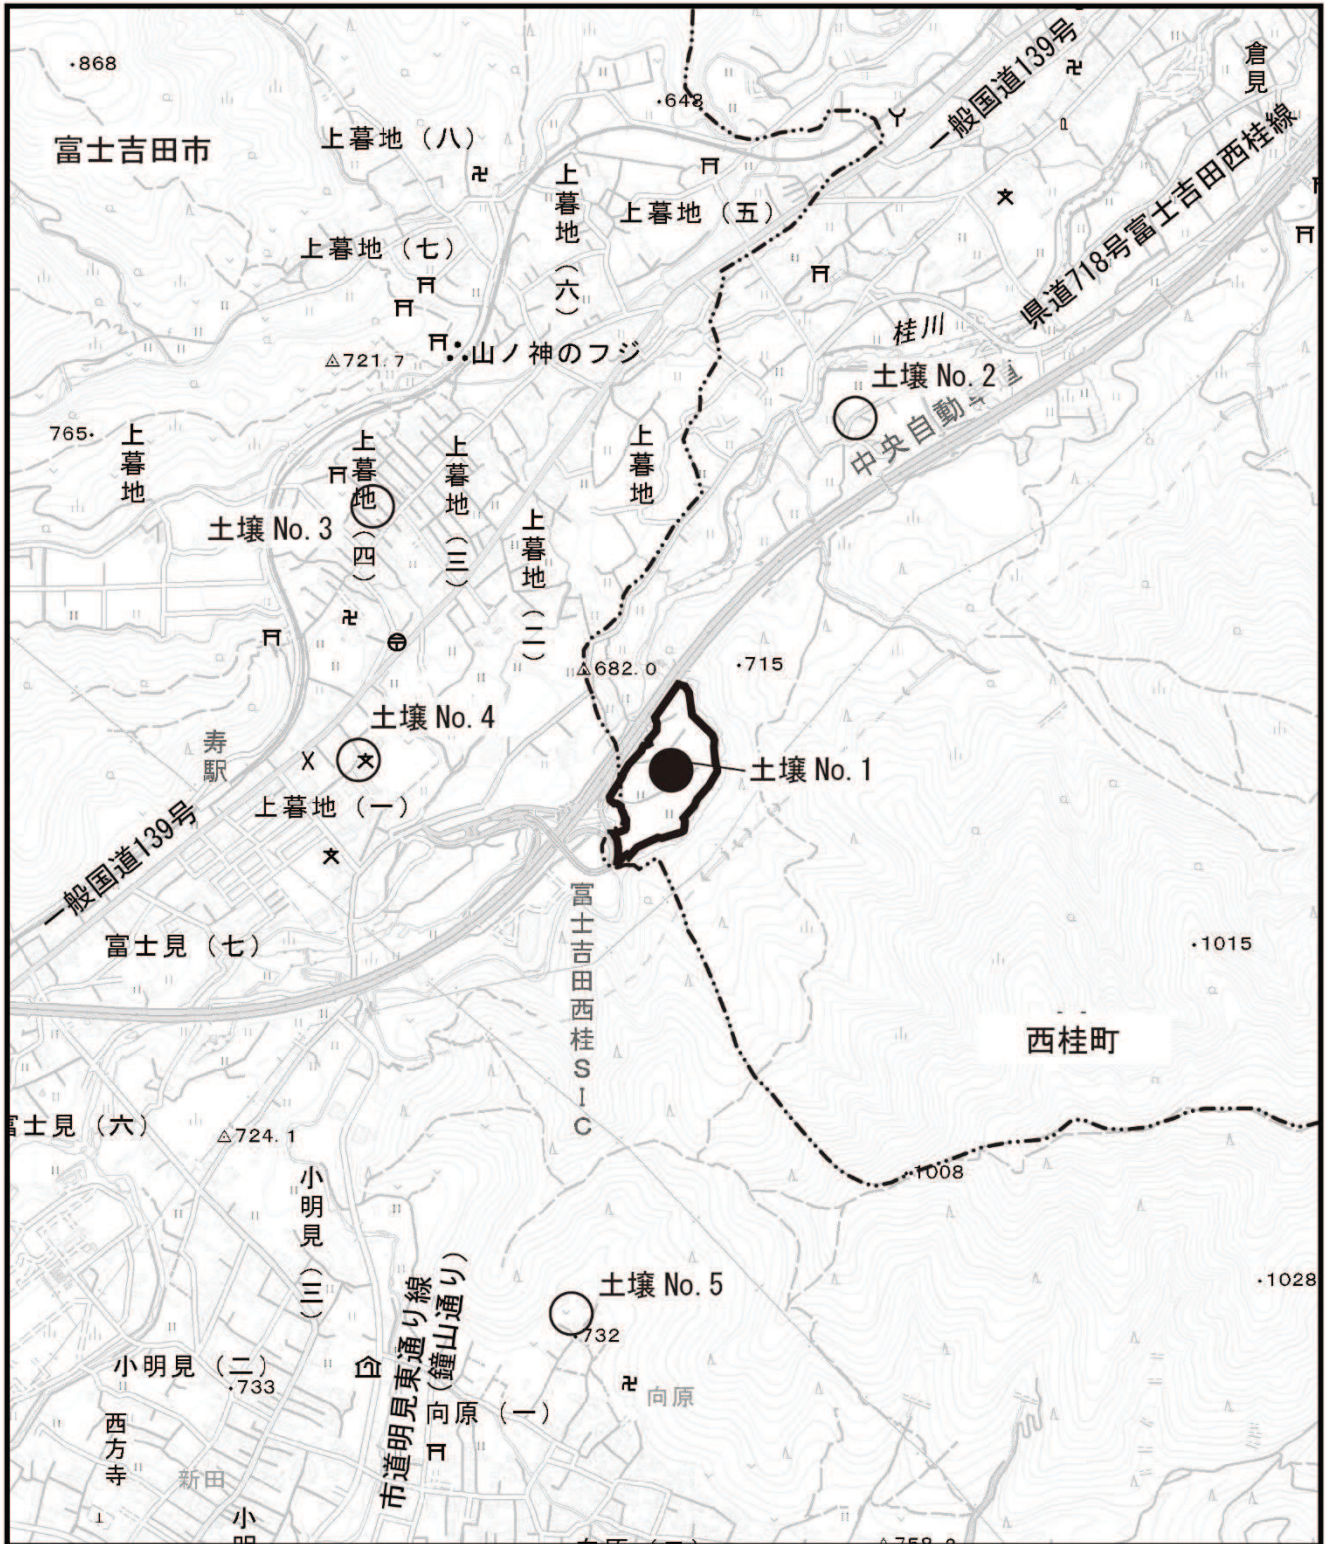 ・868
富士吉田市
上暮地（八）
・648
一般国道139号
倉見
県道718号富士吉田西桂線
上暮地（六）
上暮地（五）
上暮地（七）
桂川
山ノ神のフジ
△721.7
土壌 No.2
中央自動車道
765・
上暮地
上暮地（四）
上暮地（三）
上暮地
土壌 No.3
上暮地（二）
△682.0
・715
土壌 No.4
寿駅
土壌 No.1
上暮地（一）
一般国道139号
富士見（七）
富士吉田西桂SIC
・1015
西桂町
富士見（六）
△724.1
・1008
小明見（三）
土壌 No.5
・1028
・732
市道明見東通り線
（鐘山通り）
小明見（二）
・733
向原
向原（一）
西方寺
新田